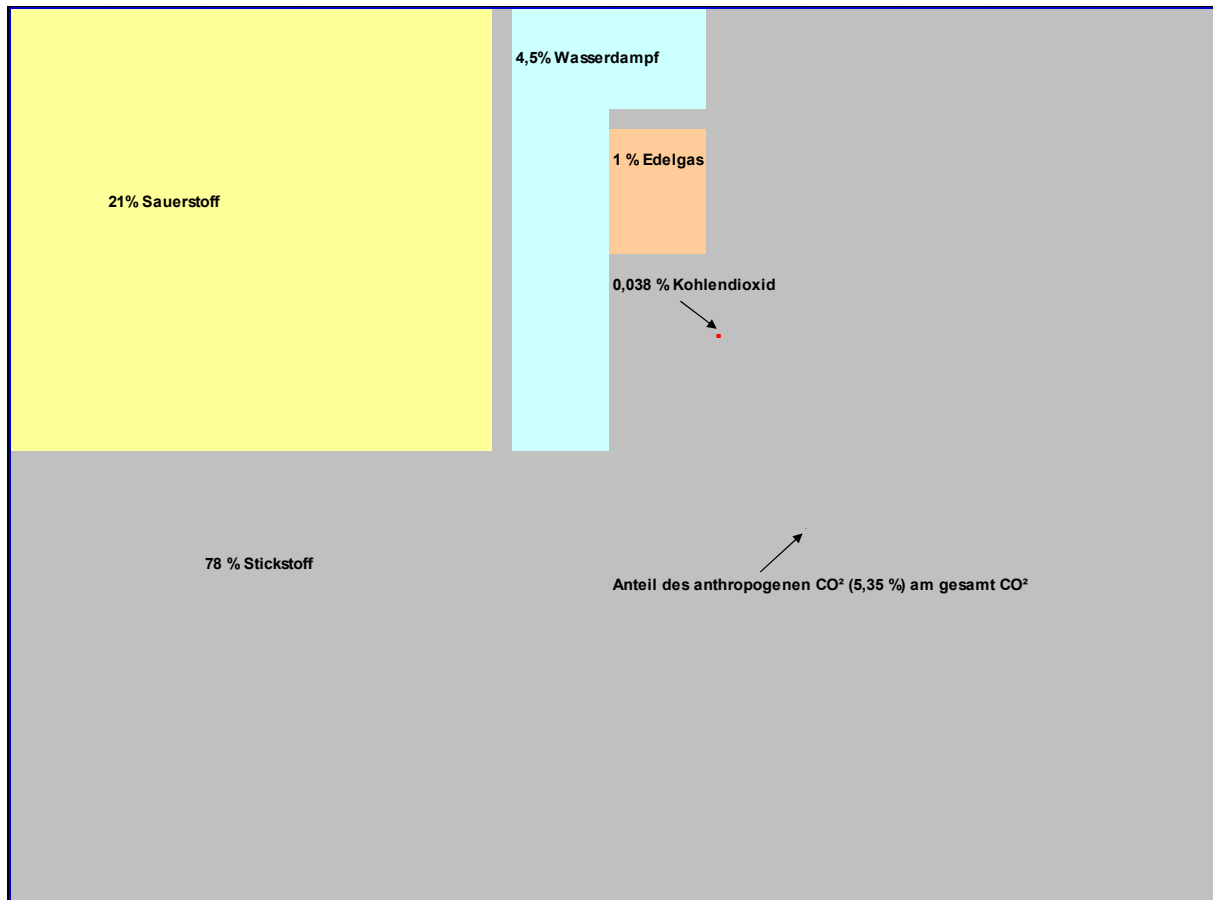 4,5% Wasserdampf
1 % Edelgas
21% Sauerstoff
0,038 % Kohlendioxid
78 % Stickstoff
Anteil des anthropogenen CO² (5,35 %) am gesamt CO²